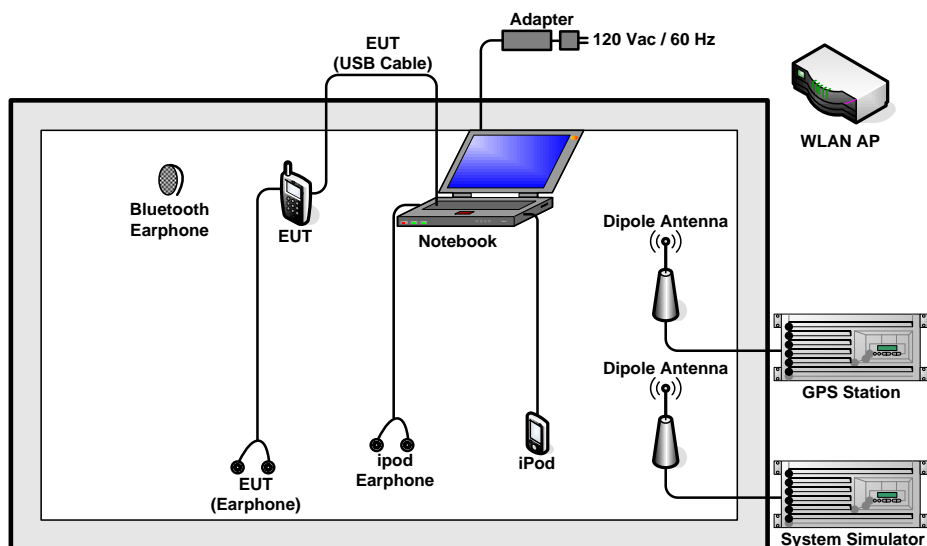 Adapter
120 Vac / 60 Hz
EUT
(USB Cable)
WLAN AP
Bluetooth
Earphone
EUT
Notebook
Dipole Antenna
GPS Station
Dipole Antenna
ipod
Earphone
iPod
EUT
(Earphone)
System Simulator